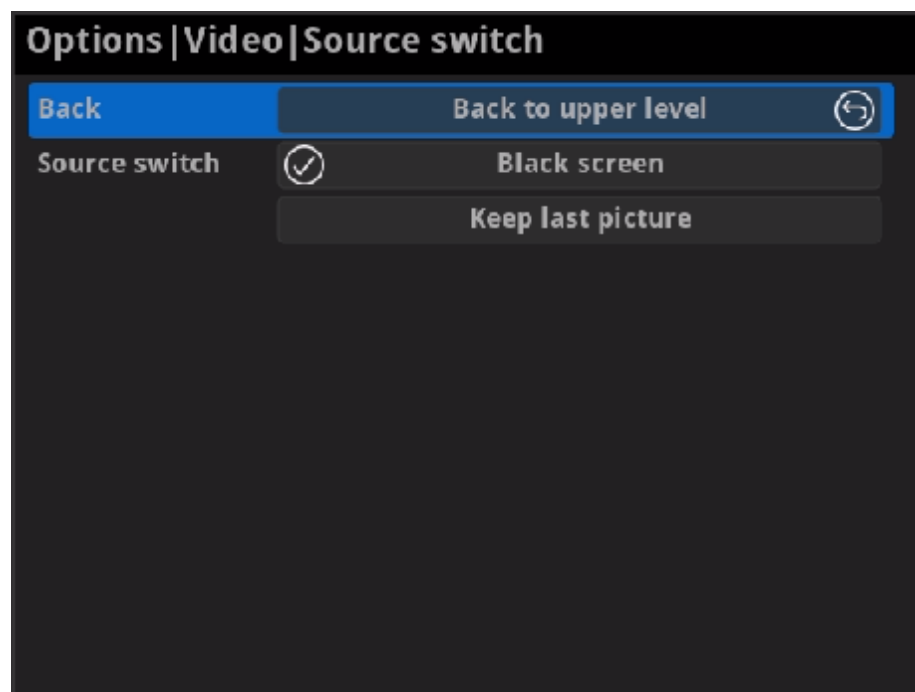 Options|Video|Source switch
Back Back to upper level
Source switch Black screen
Keep last picture